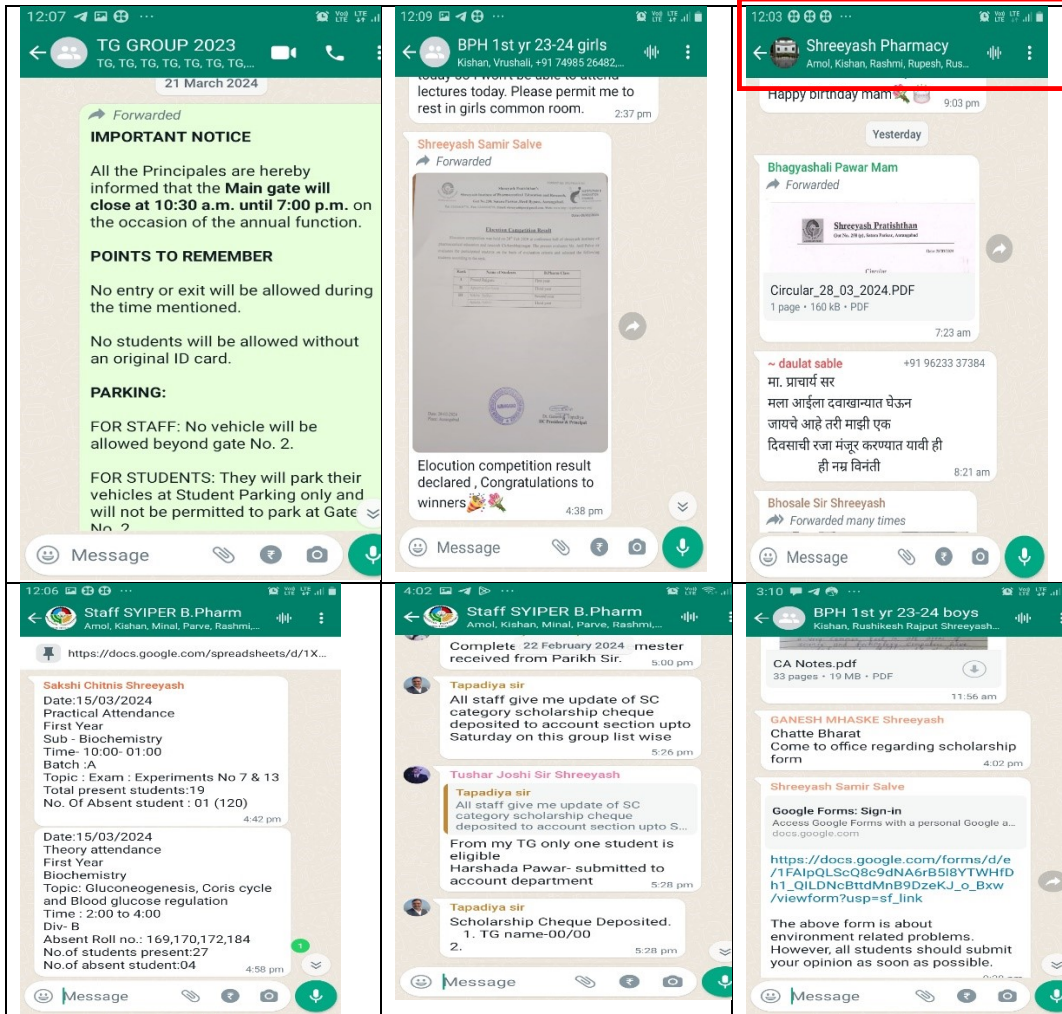 12:07
TG GROUP 2023
TG, TG, TG, TG, TG, TG,...
21 March 2024
Forwarded
IMPORTANT NOTICE
All the Principales are hereby
informed that the Main gate will
close at 10:30 a.m. until 7:00 p.m. on
the occasion of the annual function.
POINTS TO REMEMBER
No entry or exit will be allowed during
the time mentioned.
No students will be allowed without
an original ID card.
PARKING:
FOR STAFF: No vehicle will be
allowed beyond gate No. 2.
FOR STUDENTS: They will park their
vehicles at Student Parking only and
will not be permitted to park at Gate
No. 2
Message
12:09
BPH 1st yr 23-24 girls
Kishan, Vrushali, +91 74985 26482,...
lectures today. Please permit me to
rest in girls common room.
2:37 pm
Shreeyash Samir Salve
Forwarded
Elocution Competition Result
Elocution competition result
declared , Congratulations to
winners🎉💐
4:38 pm
Message
12:03
Shreeyash Pharmacy
Amol, Kishan, Rashmi, Rupesh, Rus...
Happy birthday mam💐🎂
9:03 pm
Yesterday
Bhagyashali Pawar Mam
Forwarded
Shreeyash Pratishthan
Circular
Circular_28_03_2024.PDF
1 page • 160 kB • PDF
7:23 am
~ daulat sable +91 96233 37384
मा. प्राचार्य सर
मला आईला दवाखान्यात घेऊन
जायचे आहे तरी माझी एक
दिवसाची रजा मंजूर करण्यात यावी ही
ही नम्र विनंती
8:21 am
Bhosale Sir Shreeyash
Forwarded many times
Message
12:06
Staff SYIPER B.Pharm
Amol, Kishan, Minal, Parve, Rashmi,...
https://docs.google.com/spreadsheets/d/1X...
Sakshi Chitnis Shreeyash
Date:15/03/2024
Practical Attendance
First Year
Sub - Biochemistry
Time- 10:00- 01:00
Batch :A
Topic : Exam : Experiments No 7 & 13
Total present students:19
No. Of Absent student : 01 (120)
4:42 pm
Date:15/03/2024
Theory attendance
First Year
Biochemistry
Topic: Gluconeogenesis, Coris cycle
and Blood glucose regulation
Time : 2:00 to 4:00
Div- B
Absent Roll no.: 169,170,172,184
No.of students present:27
No.of absent student:04
4:58 pm
1
Message
4:02
Staff SYIPER B.Pharm
Amol, Kishan, Minal, Parve, Rashmi,...
Complete 22 February 2024 mester
received from Parikh Sir.
5:00 pm
Tapadiya sir
All staff give me update of SC
category scholarship cheque
deposited to account section upto
Saturday on this group list wise
5:26 pm
Tushar Joshi Sir Shreeyash
Tapadiya sir
All staff give me update of SC
category scholarship cheque
deposited to account section upto S...
From my TG only one student is
eligible
Harshada Pawar- submitted to
account department
5:28 pm
Tapadiya sir
Scholarship Cheque Deposited.
1. TG name-00/00
2.
5:28 pm
Message
3:10
BPH 1st yr 23-24 boys
Kishan, Rushikesh Rajput Shreeyash...
CA Notes.pdf
33 pages • 19 MB • PDF
11:56 am
GANESH MHASKE Shreeyash
Chatte Bharat
Come to office regarding scholarship
form
4:02 pm
Shreeyash Samir Salve
Google Forms: Sign-in
Access Google Forms with a personal Google a...
docs.google.com
https://docs.google.com/forms/d/e
/1FAIpQLScQ8c9dNA6rB5I8YTWHfD
h1_QILDNcBttdMnB9DzeKJ_o_Bxw
/viewform?usp=sf_link
The above form is about
environment related problems.
However, all students should submit
your opinion as soon as possible.
Message